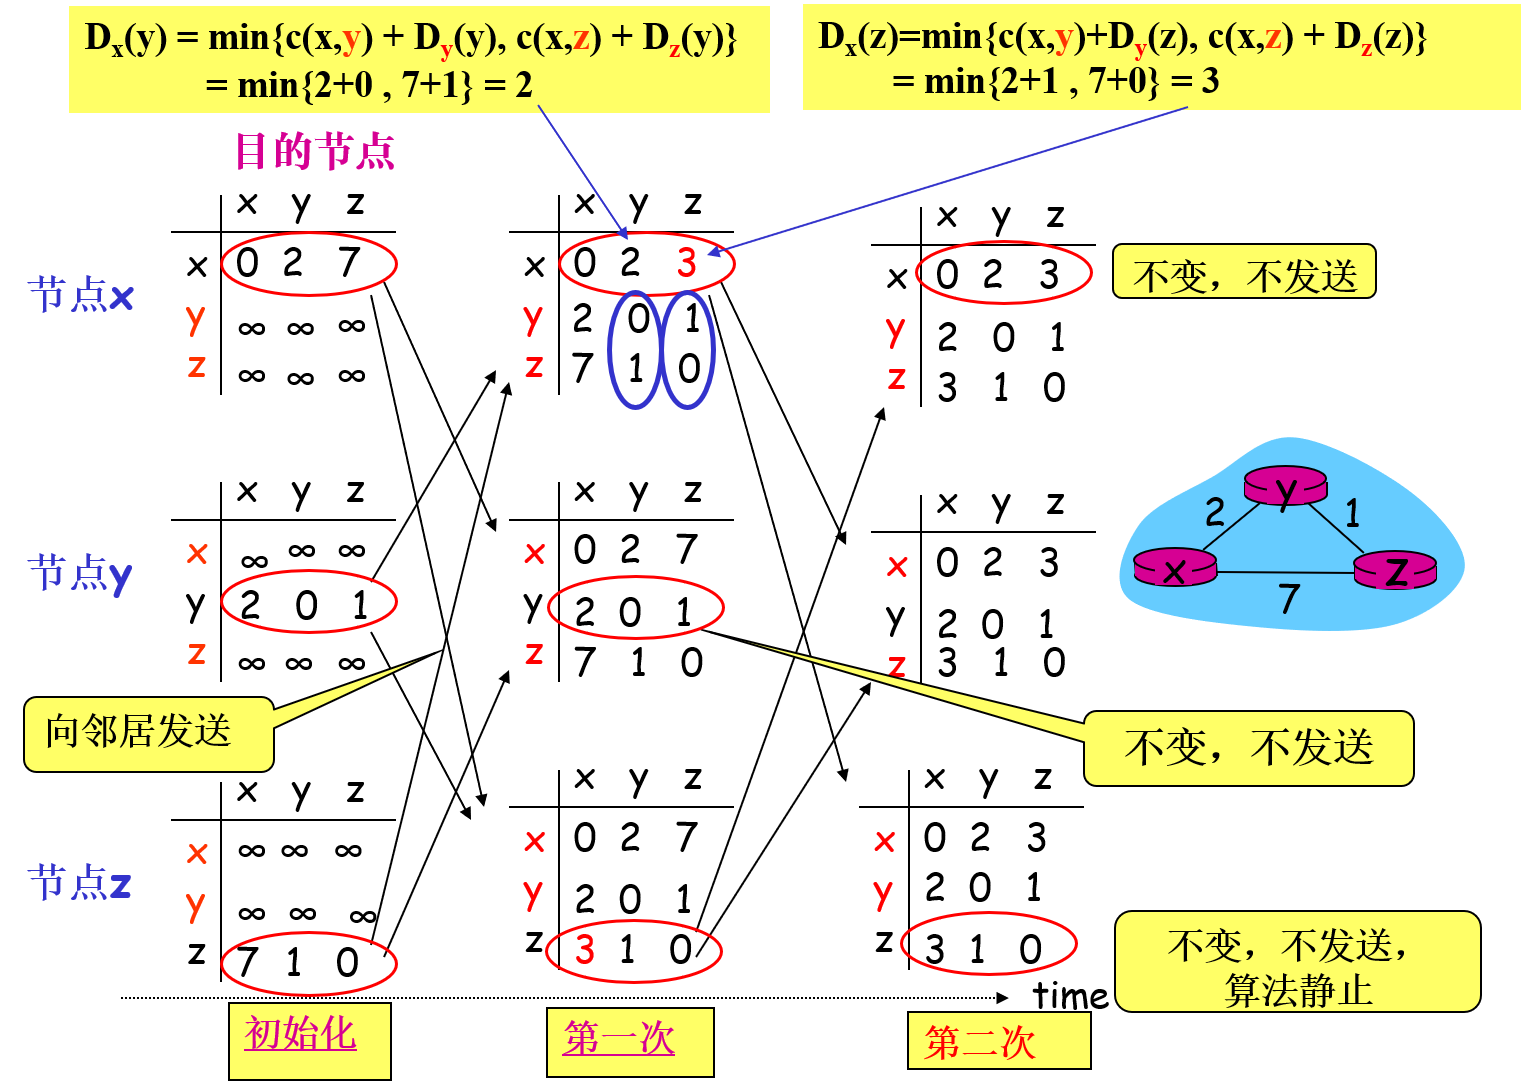 Dx(y) = min{c(x,y) + Dy(y), c(x,z) + Dz(y)}
= min{2+0 , 7+1} = 2
Dx(z)=min{c(x,y)+Dy(z), c(x,z) + Dz(z)}
= min{2+1 , 7+0} = 3
目的节点
节点x
x y z
x 0 2 7
y ∞ ∞ ∞
z ∞ ∞ ∞
x y z
x 0 2 3
y 2 0 1
z 7 1 0
x y z
x 0 2 3
y 2 0 1
z 3 1 0
不变，不发送
节点y
x y z
x ∞ ∞ ∞
y 2 0 1
z ∞ ∞ ∞
x y z
x 0 2 7
y 2 0 1
z 7 1 0
x y z
x 0 2 3
y 2 0 1
z 3 1 0
y
2 1
x z
7
向邻居发送
不变，不发送
节点z
x y z
x ∞ ∞ ∞
y ∞ ∞ ∞
z 7 1 0
x y z
x 0 2 7
y 2 0 1
z 3 1 0
x y z
x 0 2 3
y 2 0 1
z 3 1 0
不变，不发送，
算法静止
time
初始化
第一次
第二次